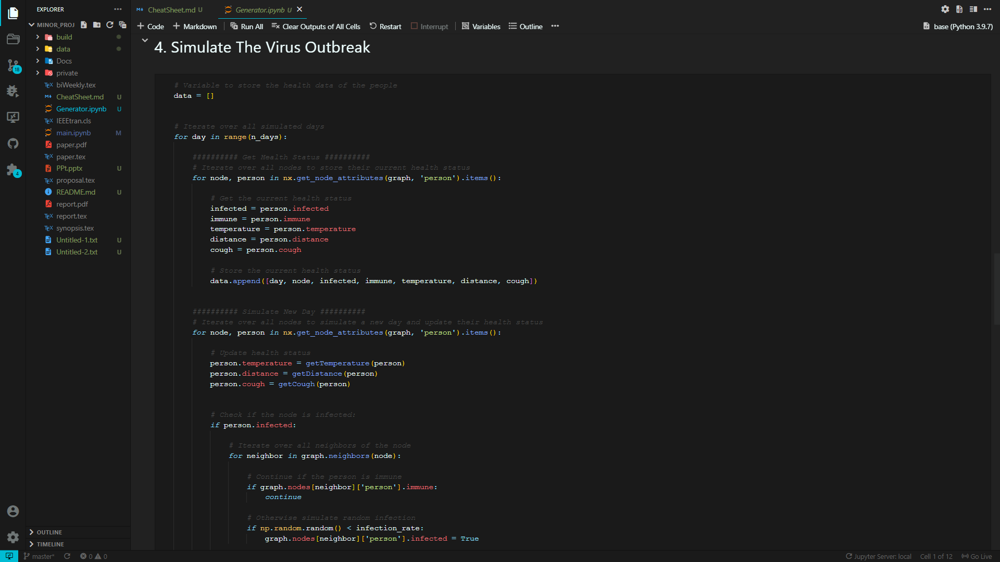 EXPLORER
MINOR_PROJ
build
data
Docs
private
biWeekly.tex
CheatSheet.md U
Generator.ipynb U
IEEEtran.cls
main.ipynb M
paper.pdf
paper.tex
PPt.pptx U
proposal.tex
README.md U
report.pdf
report.tex
synopsis.tex
Untitled-1.txt U
Untitled-2.txt U
OUTLINE
TIMELINE
18
4
CheatSheet.md U
Generator.ipynb U
+ Code + Markdown Run All Clear Outputs of All Cells Restart Interrupt Variables Outline ··· base (Python 3.9.7)
4. Simulate The Virus Outbreak
# Variable to store the health data of the people
data = []
# Iterate over all simulated days
for day in range(n_days):
########## Get Health Status ##########
# Iterate over all nodes to store their current health status
for node, person in nx.get_node_attributes(graph, 'person').items():
# Get the current health status
infected = person.infected
immune = person.immune
temperature = person.temperature
distance = person.distance
cough = person.cough
# Store the current health status
data.append([day, node, infected, immune, temperature, distance, cough])
########## Simulate New Day ##########
# Iterate over all nodes to simulate a new day and update their health status
for node, person in nx.get_node_attributes(graph, 'person').items():
# Update health status
person.temperature = getTemperature(person)
person.distance = getDistance(person)
person.cough = getCough(person)
# Check if the node is infected:
if person.infected:
# Iterate over all neighbors of the node
for neighbor in graph.neighbors(node):
# Continue if the person is immune
if graph.nodes[neighbor]['person'].immune:
continue
# Otherwise simulate random infection
if np.random.random() < infection_rate:
graph.nodes[neighbor]['person'].infected = True
master* 0 0 Jupyter Server: local Cell 1 of 12 Go Live